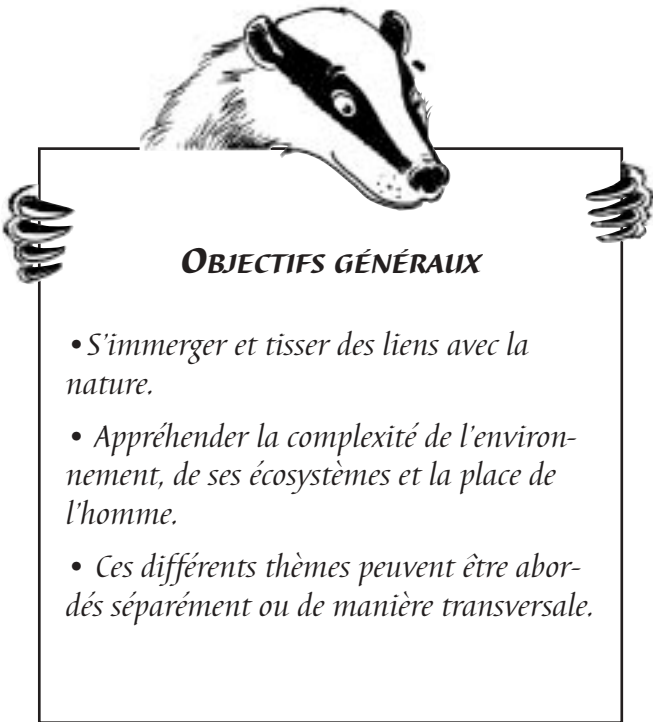 OBJECTIFS GÉNÉRAUX
•S'immerger et tisser des liens avec la
nature.
• Appréhender la complexité de l'environ-
nement, de ses écosystèmes et la place de
l'homme.
• Ces différents thèmes peuvent être abor-
dés séparément ou de manière transversale.